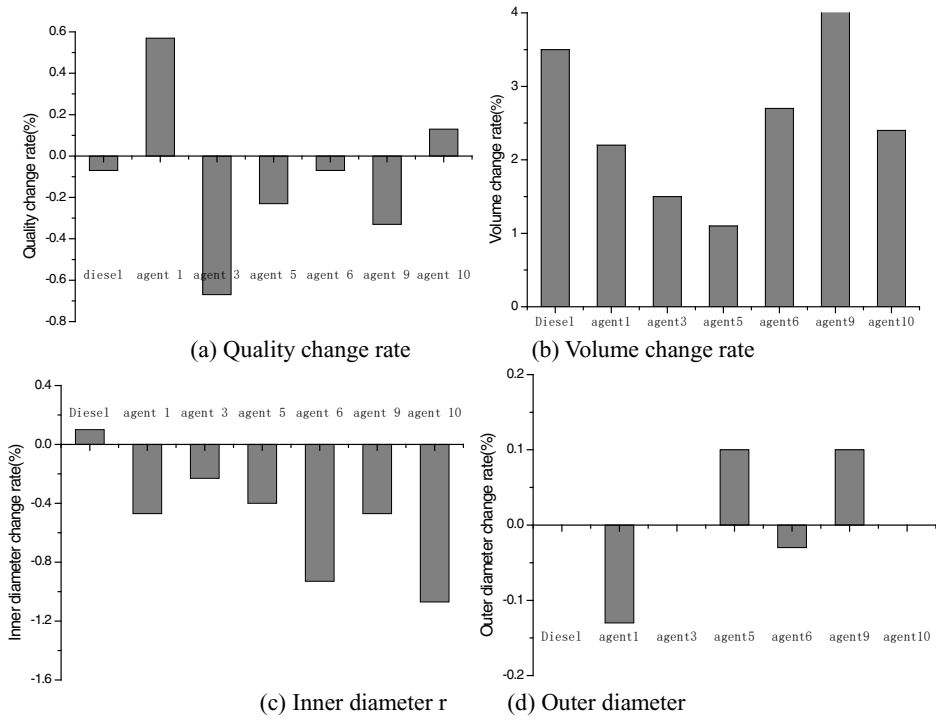 0.6
0.4
0.2
0.0
-0.2
-0.4
-0.6
-0.8
Quality change rate(%)
diesel agent 1 agent 3 agent 5 agent 6 agent 9 agent 10
(a) Quality change rate
4
3
2
1
0
Volume change rate(%)
Diesel agent1 agent3 agent5 agent6 agent9 agent10
(b) Volume change rate
0.4
0.0
-0.4
-0.8
-1.2
-1.6
Inner diameter change rate(%)
Diesel agent 1 agent 3 agent 5 agent 6 agent 9 agent 10
(c) Inner diameter r
0.2
0.1
0.0
-0.1
-0.2
Outer diameter change rate(%)
Diesel agent1 agent3 agent5 agent6 agent9 agent10
(d) Outer diameter